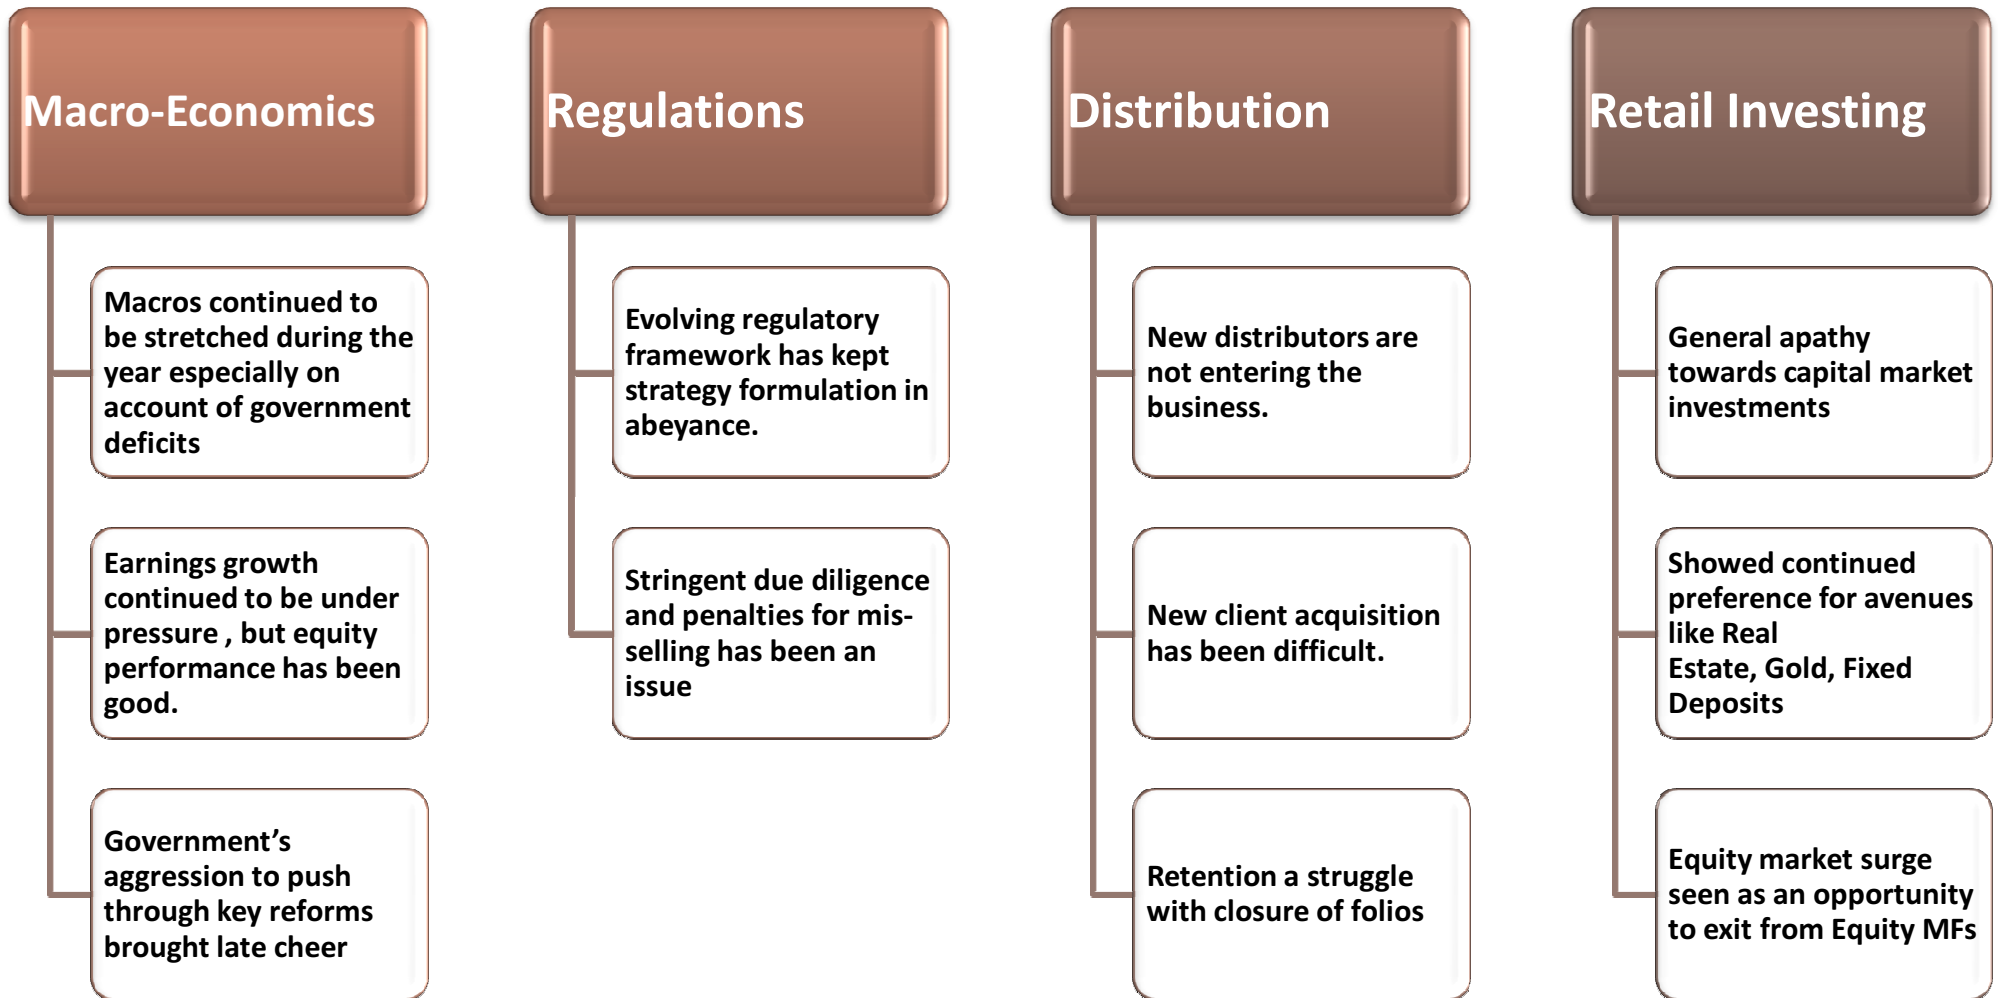 Macro-Economics
Macros continued to
be stretched during the
year especially on
account of government
deficits
Earnings growth
continued to be under
pressure , but equity
performance has been
good.
Government’s
aggression to push
through key reforms
brought late cheer
Regulations
Evolving regulatory
framework has kept
strategy formulation in
abeyance.
Stringent due diligence
and penalties for mis-
selling has been an
issue
Distribution
New distributors are
not entering the
business.
New client acquisition
has been difficult.
Retention a struggle
with closure of folios
Retail Investing
General apathy
towards capital market
investments
Showed continued
preference for avenues
like Real
Estate, Gold, Fixed
Deposits
Equity market surge
seen as an opportunity
to exit from Equity MFs